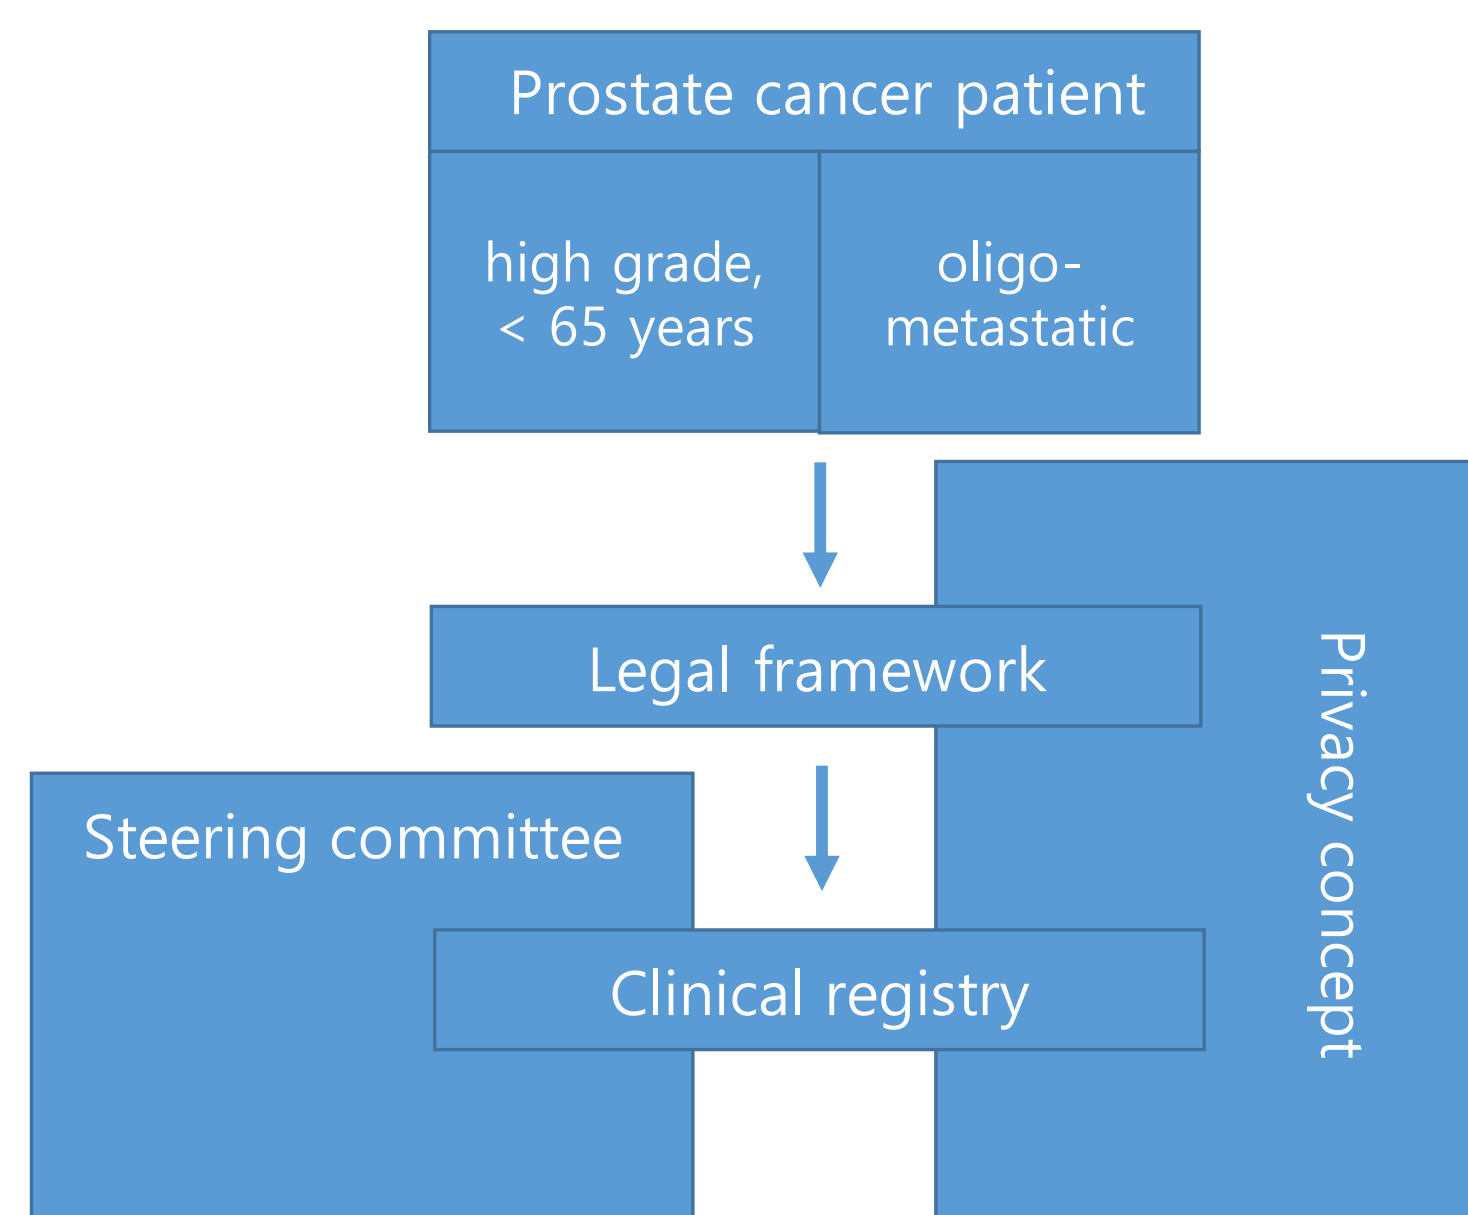 Prostate cancer patient
high grade,
< 65 years
oligo-
metastatic
Legal framework
Privacy concept
Steering committee
Clinical registry